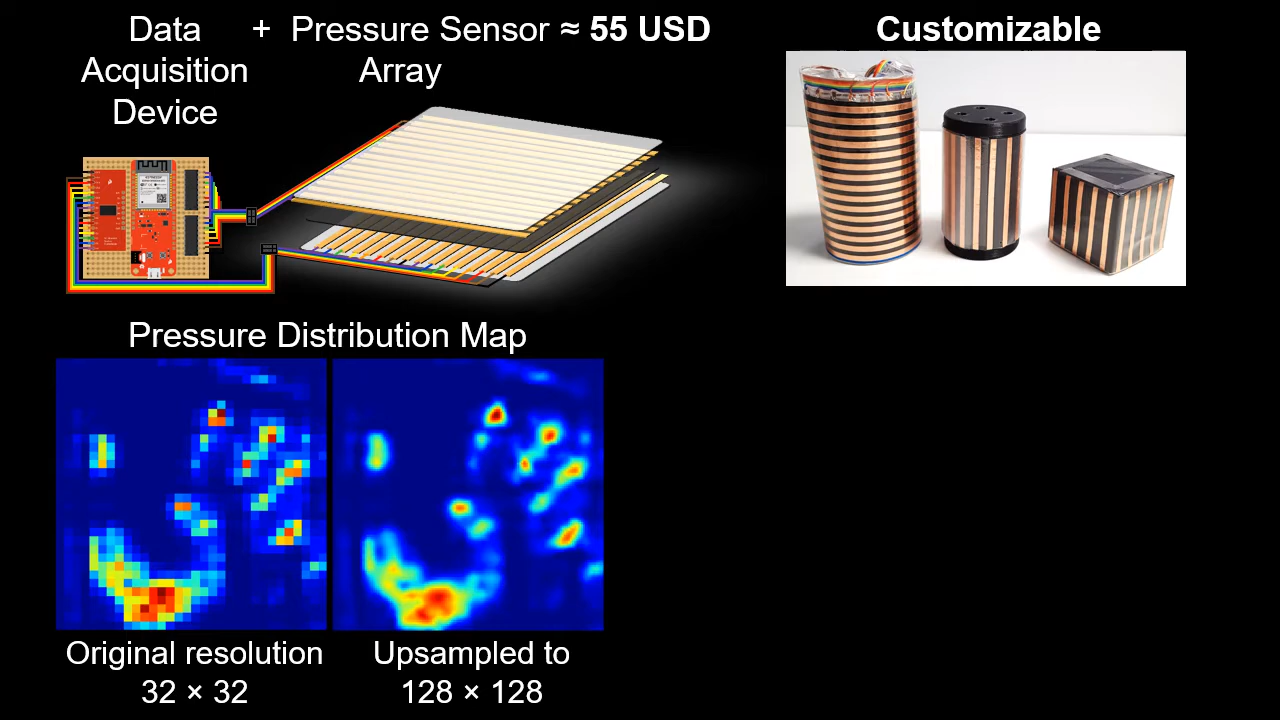 Data + Pressure Sensor ≈ 55 USD
Acquisition Array
Device
Customizable
Pressure Distribution Map
Original resolution
32 × 32
Upsampled to
128 × 128